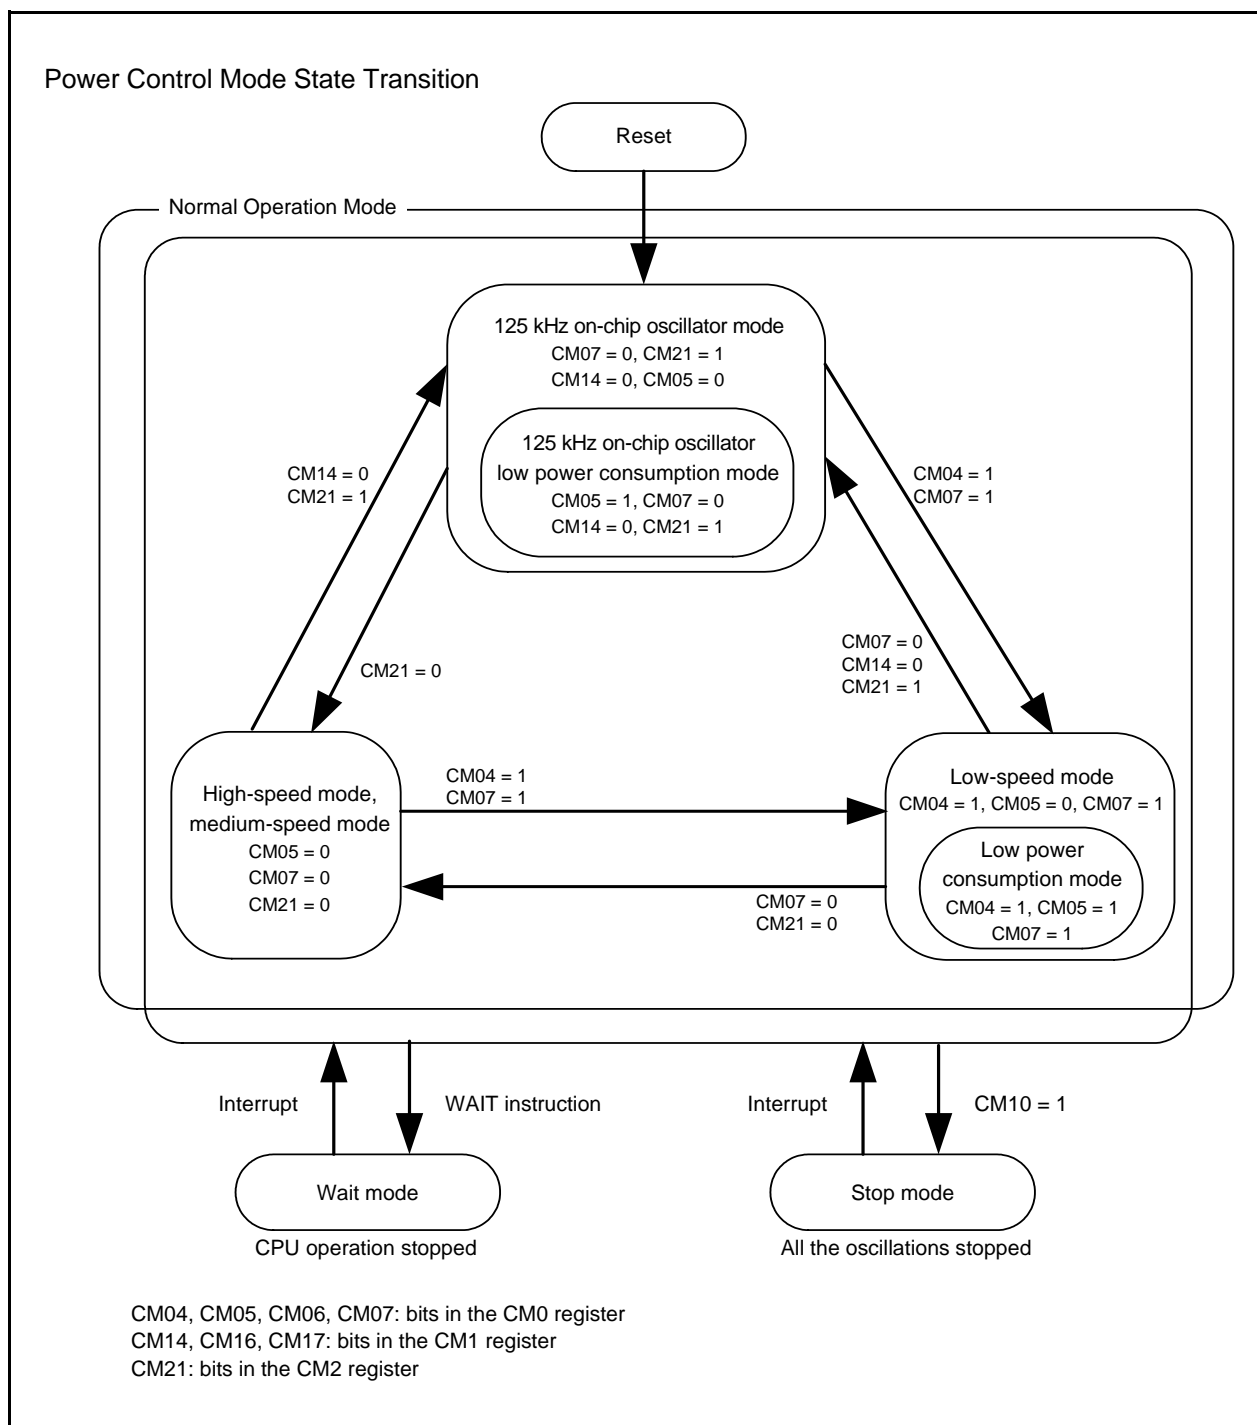 Power Control Mode State Transition
Reset
Normal Operation Mode
125 kHz on-chip oscillator mode
CM07 = 0, CM21 = 1
CM14 = 0, CM05 = 0
125 kHz on-chip oscillator
low power consumption mode
CM05 = 1, CM07 = 0
CM14 = 0, CM21 = 1
CM14 = 0
CM21 = 1
CM04 = 1
CM07 = 1
CM21 = 0
CM07 = 0
CM14 = 0
CM21 = 1
High-speed mode,
medium-speed mode
CM05 = 0
CM07 = 0
CM21 = 0
CM04 = 1
CM07 = 1
CM07 = 0
CM21 = 0
Low-speed mode
CM04 = 1, CM05 = 0, CM07 = 1
Low power
consumption mode
CM04 = 1, CM05 = 1
CM07 = 1
Interrupt
WAIT instruction
Interrupt
CM10 = 1
Wait mode
Stop mode
CPU operation stopped
All the oscillations stopped
CM04, CM05, CM06, CM07: bits in the CM0 register
CM14, CM16, CM17: bits in the CM1 register
CM21: bits in the CM2 register